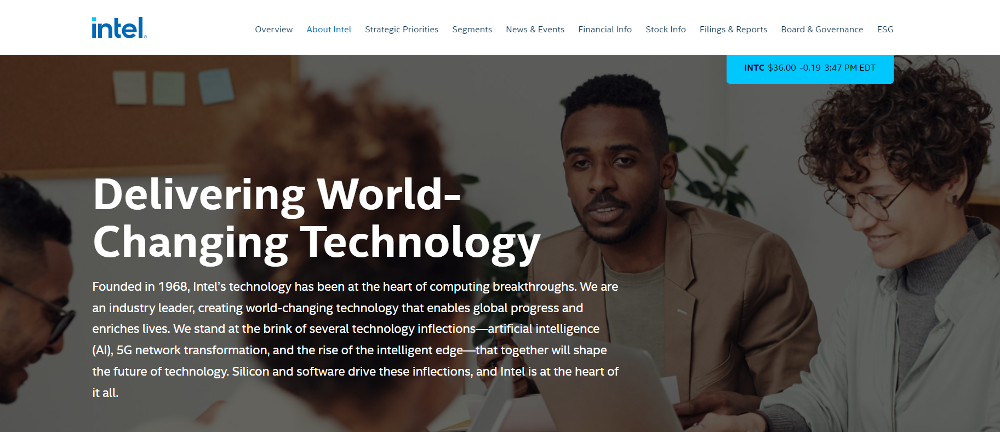 intel®
Overview About Intel Strategic Priorities Segments News & Events Financial Info Stock Info Filings & Reports Board & Governance ESG
INTC $36.00 -0.19 3:47 PM EDT
Delivering World-
Changing Technology
Founded in 1968, Intel’s technology has been at the heart of computing breakthroughs. We are
an industry leader, creating world-changing technology that enables global progress and
enriches lives. We stand at the brink of several technology inflections—artificial intelligence
(AI), 5G network transformation, and the rise of the intelligent edge—that together will shape
the future of technology. Silicon and software drive these inflections, and Intel is at the heart of
it all.